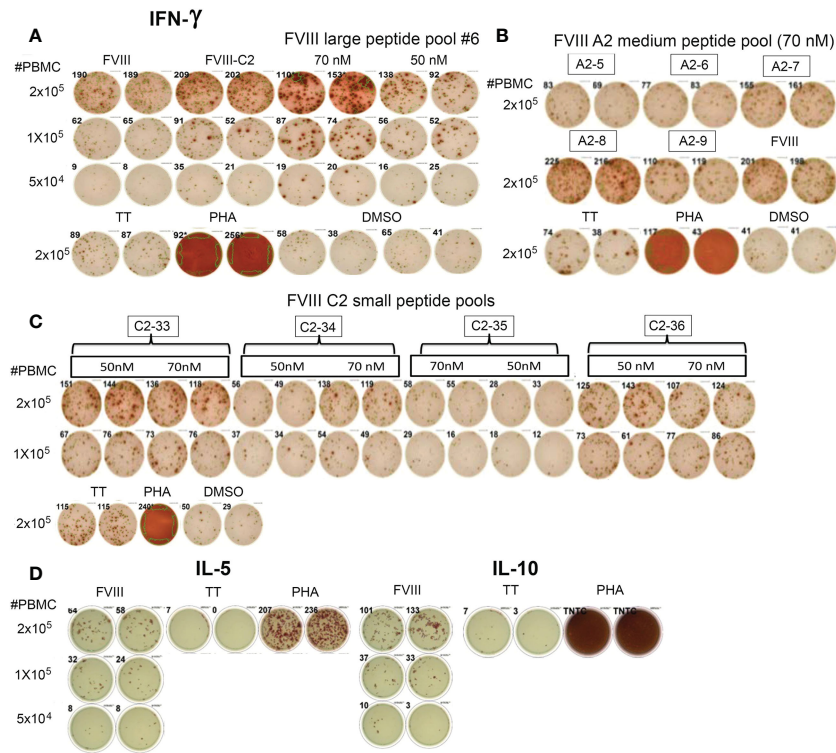 IFN-γ
A
FVIII large peptide pool #6
#PBMC FVIII FVIII-C2 70 nM 50 nM
190 189 209 202 110* 153* 138 92
2x10⁵
62 65 91 52 87 74 56 52
1X10⁵
9 8 35 21 19 20 16 25
5x10⁴
TT PHA DMSO
89 87 92* 256* 58 38 65 41
2x10⁵
B
FVIII A2 medium peptide pool (70 nM)
A2-5 A2-6 A2-7
#PBMC
83 69 77 83 155 161
2x10⁵
A2-8 A2-9 FVIII
225 216 110 119 201 198
2x10⁵
TT PHA DMSO
74 38 117 43 41 41
2x10⁵
FVIII C2 small peptide pools
C
C2-33 C2-34 C2-35 C2-36
#PBMC 50nM 70nM 50 nM 70nM 70nM 50nM 50 nM 70 nM
151 144 136 118 56 49 138 119 58 55 28 33 125 143 107 124
2x10⁵
67 76 73 76 37 34 54 49 29 16 18 12 73 61 77 86
1X10⁵
TT PHA DMSO
115 115 240* 50 29
2x10⁵
D
IL-5 IL-10
#PBMC FVIII TT PHA FVIII TT PHA
64 58 7 0 207 236 101 133 7 3 TNTC TNTC
2x10⁵
32 24 37 33
1X10⁵
8 8 10 3
5x10⁴